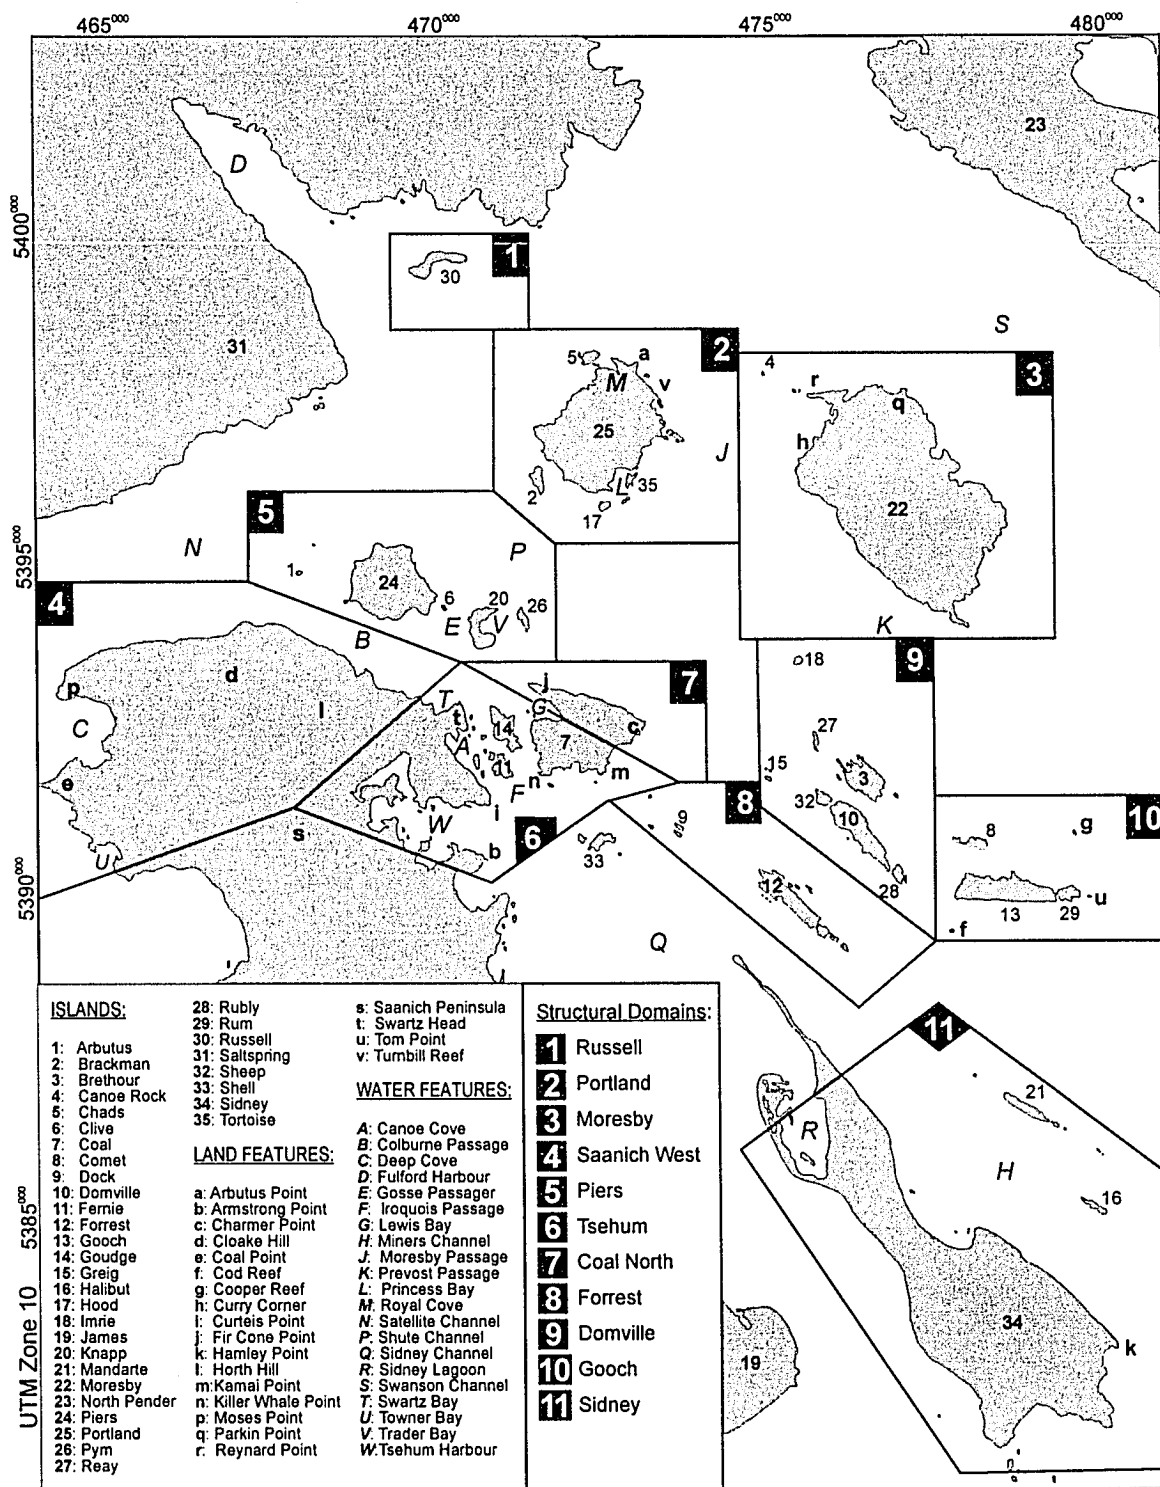 465000 470000 475000 480000
5400000
5395000
5390000
5385000
UTM Zone 10
D
23
1
30
S
31
2
5
a
M
v
25
J
2
L
35
17
8
4
3
r
q
h
22
K
5
N
P
1
24
6
20
26
E
V
4
B
d
p
l
C
e
U
s
7
j
T
t
G
14
c
A
7
11
m
n
F
i
W
b
6
9
18
27
15
3
32
10
28
8
9
33
12
10
8
g
13
29
u
f
Q
11
21
R
H
16
34
k
19
ISLANDS:
1: Arbutus
2: Brackman
3: Brethour
4: Canoe Rock
5: Chads
6: Clive
7: Coal
8: Comet
9: Dock
10: Domville
11: Fernie
12: Forrest
13: Gooch
14: Goudge
15: Greig
16: Halibut
17: Hood
18: Imrie
19: James
20: Knapp
21: Mandarte
22: Moresby
23: North Pender
24: Piers
25: Portland
26: Pym
27: Reay
28: Rubly
29: Rum
30: Russell
31: Saltspring
32: Sheep
33: Shell
34: Sidney
35: Tortoise
LAND FEATURES:
a: Arbutus Point
b: Armstrong Point
c: Charmer Point
d: Cloake Hill
e: Coal Point
f: Cod Reef
g: Cooper Reef
h: Curry Corner
i: Curteis Point
j: Fir Cone Point
k: Hamley Point
l: Horth Hill
m: Kamai Point
n: Killer Whale Point
p: Moses Point
q: Parkin Point
r: Reynard Point
s: Saanich Peninsula
t: Swartz Head
u: Tom Point
v: Turnbill Reef
WATER FEATURES:
A: Canoe Cove
B: Colburne Passage
C: Deep Cove
D: Fulford Harbour
E: Gosse Passager
F: Iroquois Passage
G: Lewis Bay
H: Miners Channel
J: Moresby Passage
K: Prevost Passage
L: Princess Bay
M: Royal Cove
N: Satellite Channel
P: Shute Channel
Q: Sidney Channel
R: Sidney Lagoon
S: Swanson Channel
T: Swartz Bay
U: Towner Bay
V: Trader Bay
W: Tsehum Harbour
Structural Domains:
1 Russell
2 Portland
3 Moresby
4 Saanich West
5 Piers
6 Tsehum
7 Coal North
8 Forrest
9 Domville
10 Gooch
11 Sidney